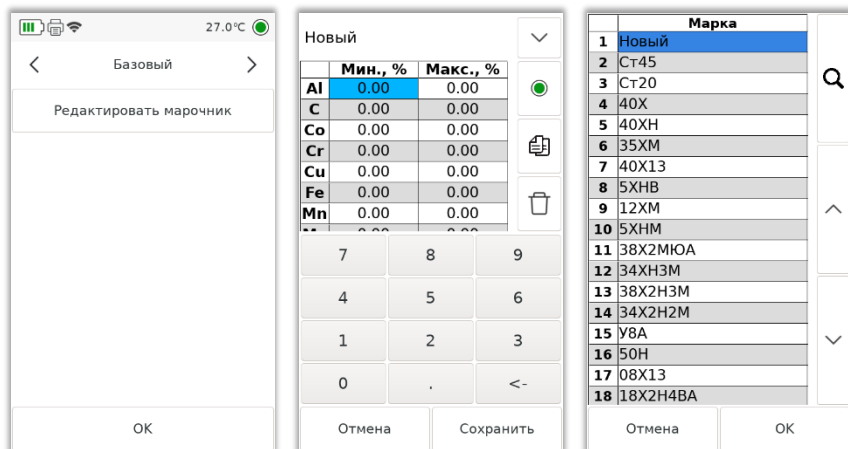 27.0℃
Базовый
Редактировать марочник
OK
Новый
Мин., % Макс., %
Al 0.00 0.00
C 0.00 0.00
Co 0.00 0.00
Cr 0.00 0.00
Cu 0.00 0.00
Fe 0.00 0.00
Mn 0.00 0.00
7 8 9
4 5 6
1 2 3
0 . <-
Отмена Сохранить
Марка
1 Новый
2 Ст45
3 Ст20
4 40Х
5 40ХН
6 35ХМ
7 40Х13
8 5ХНВ
9 12ХМ
10 5ХНМ
11 38Х2МЮА
12 34ХН3М
13 38Х2Н3М
14 34Х2Н2М
15 У8А
16 50Н
17 08Х13
18 18Х2Н4ВА
Отмена OK